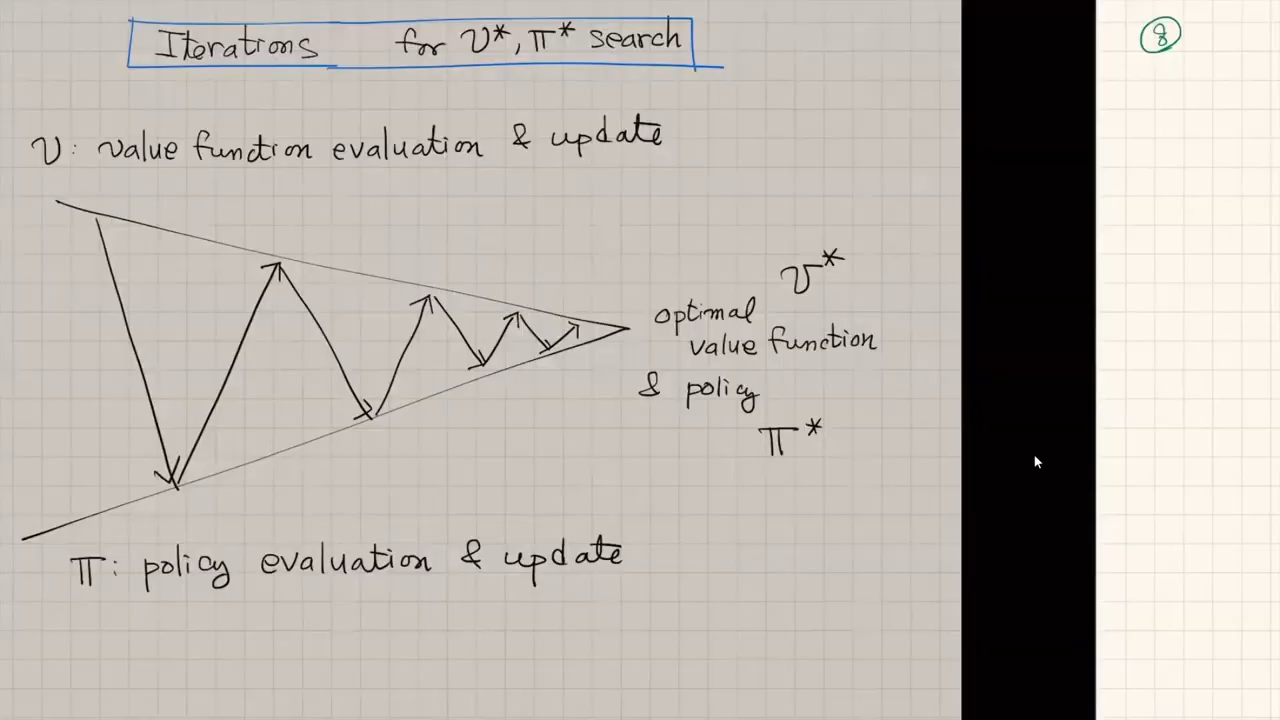 Iterations for v*, π* search
8
v: value function evaluation & update
v*
optimal
value function
& policy
π*
π: policy evaluation & update